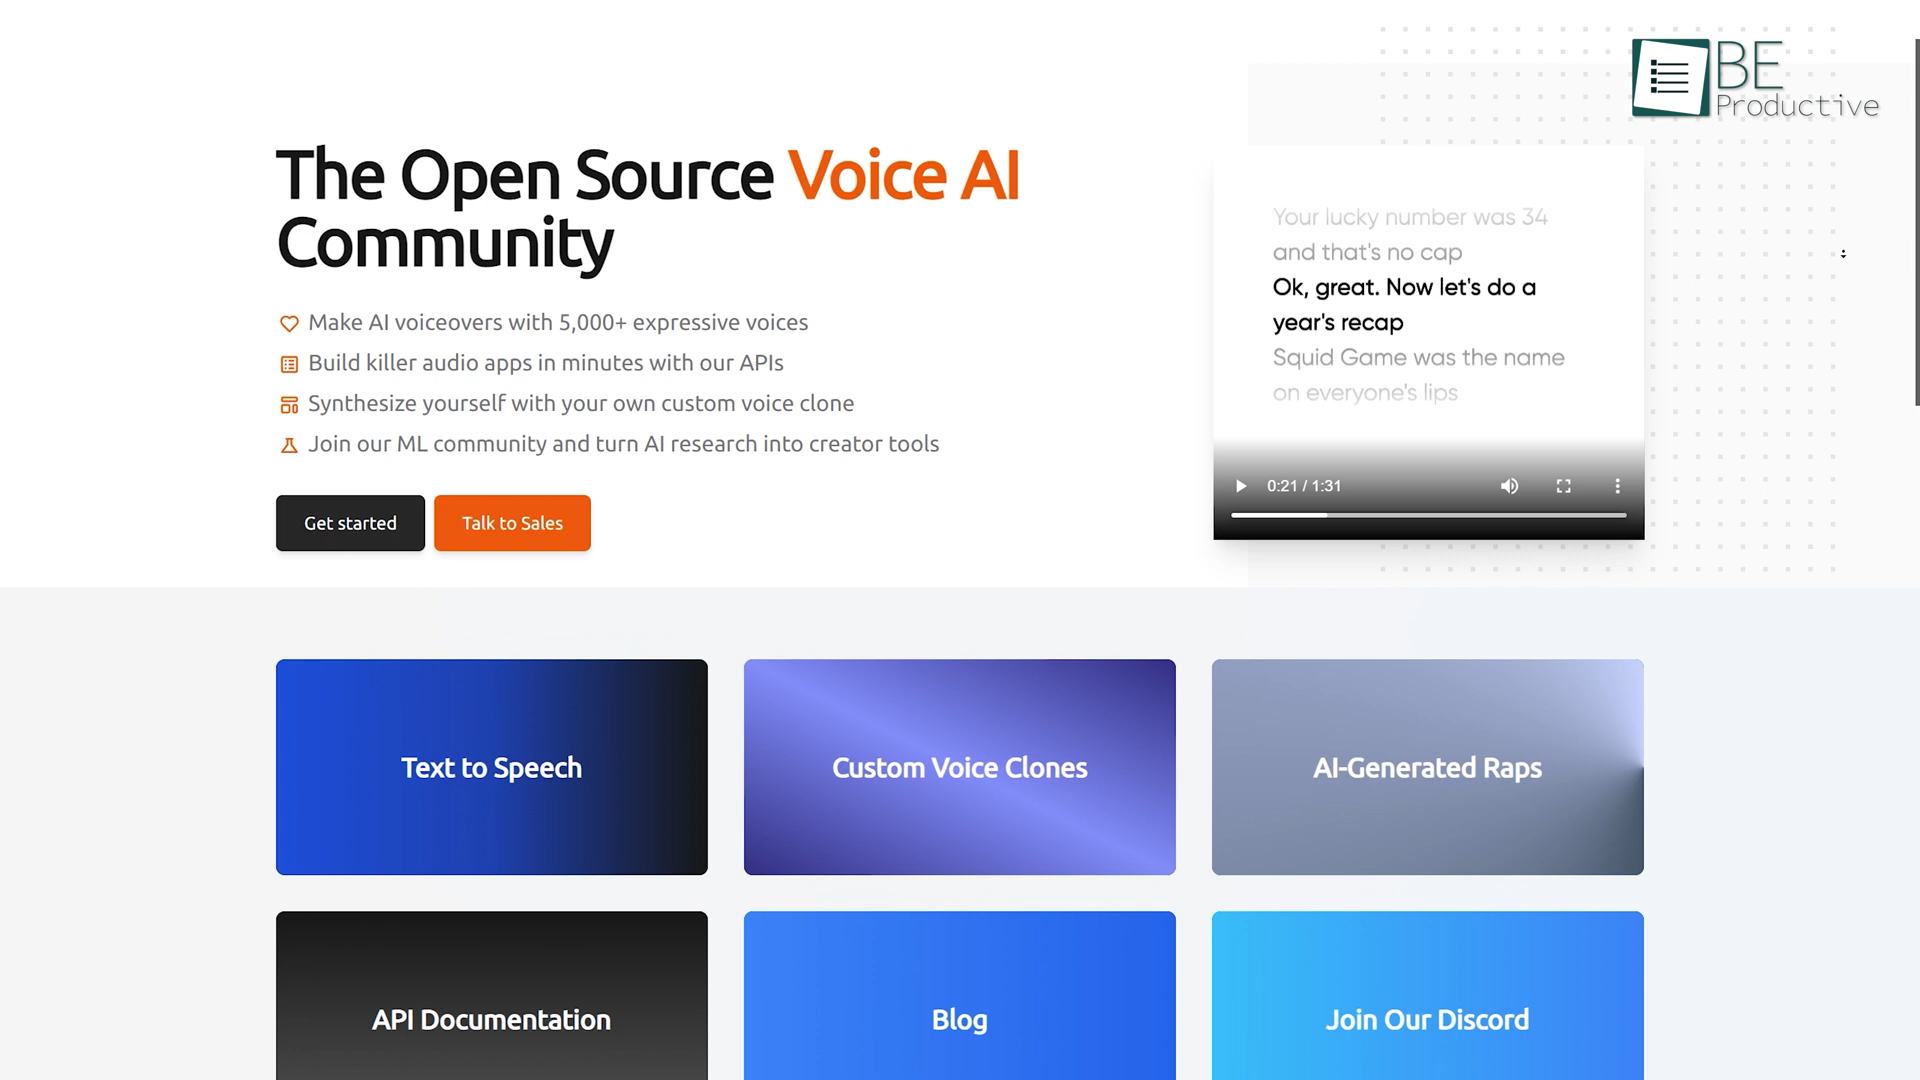 BE
Productive
The Open Source Voice AI
Community
Make AI voiceovers with 5,000+ expressive voices
Build killer audio apps in minutes with our APIs
Synthesize yourself with your own custom voice clone
Join our ML community and turn AI research into creator tools
Get started
Talk to Sales
Your lucky number was 34
and that's no cap
Ok, great. Now let's do a
year's recap
Squid Game was the name
on everyone's lips
0:21 / 1:31
Text to Speech
Custom Voice Clones
AI-Generated Raps
API Documentation
Blog
Join Our Discord